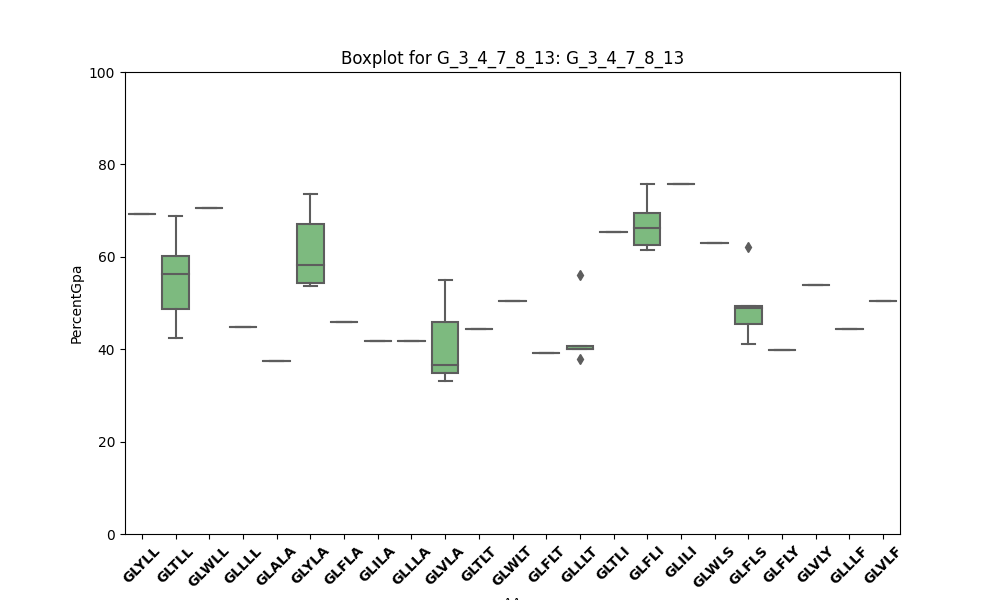 Boxplot for G_3_4_7_8_13: G_3_4_7_8_13
PercentGpa
100
80
60
40
20
0
GLYLL
GLTLL
GLWLL
GLLLL
GLALA
GLYLA
GLFLA
GLILA
GLLLA
GLVLA
GLTLT
GLWLT
GLFLT
GLLLT
GLTLI
GLFLI
GLILI
GLWLS
GLFLS
GLFLY
GLVLY
GLLLF
GLVLF